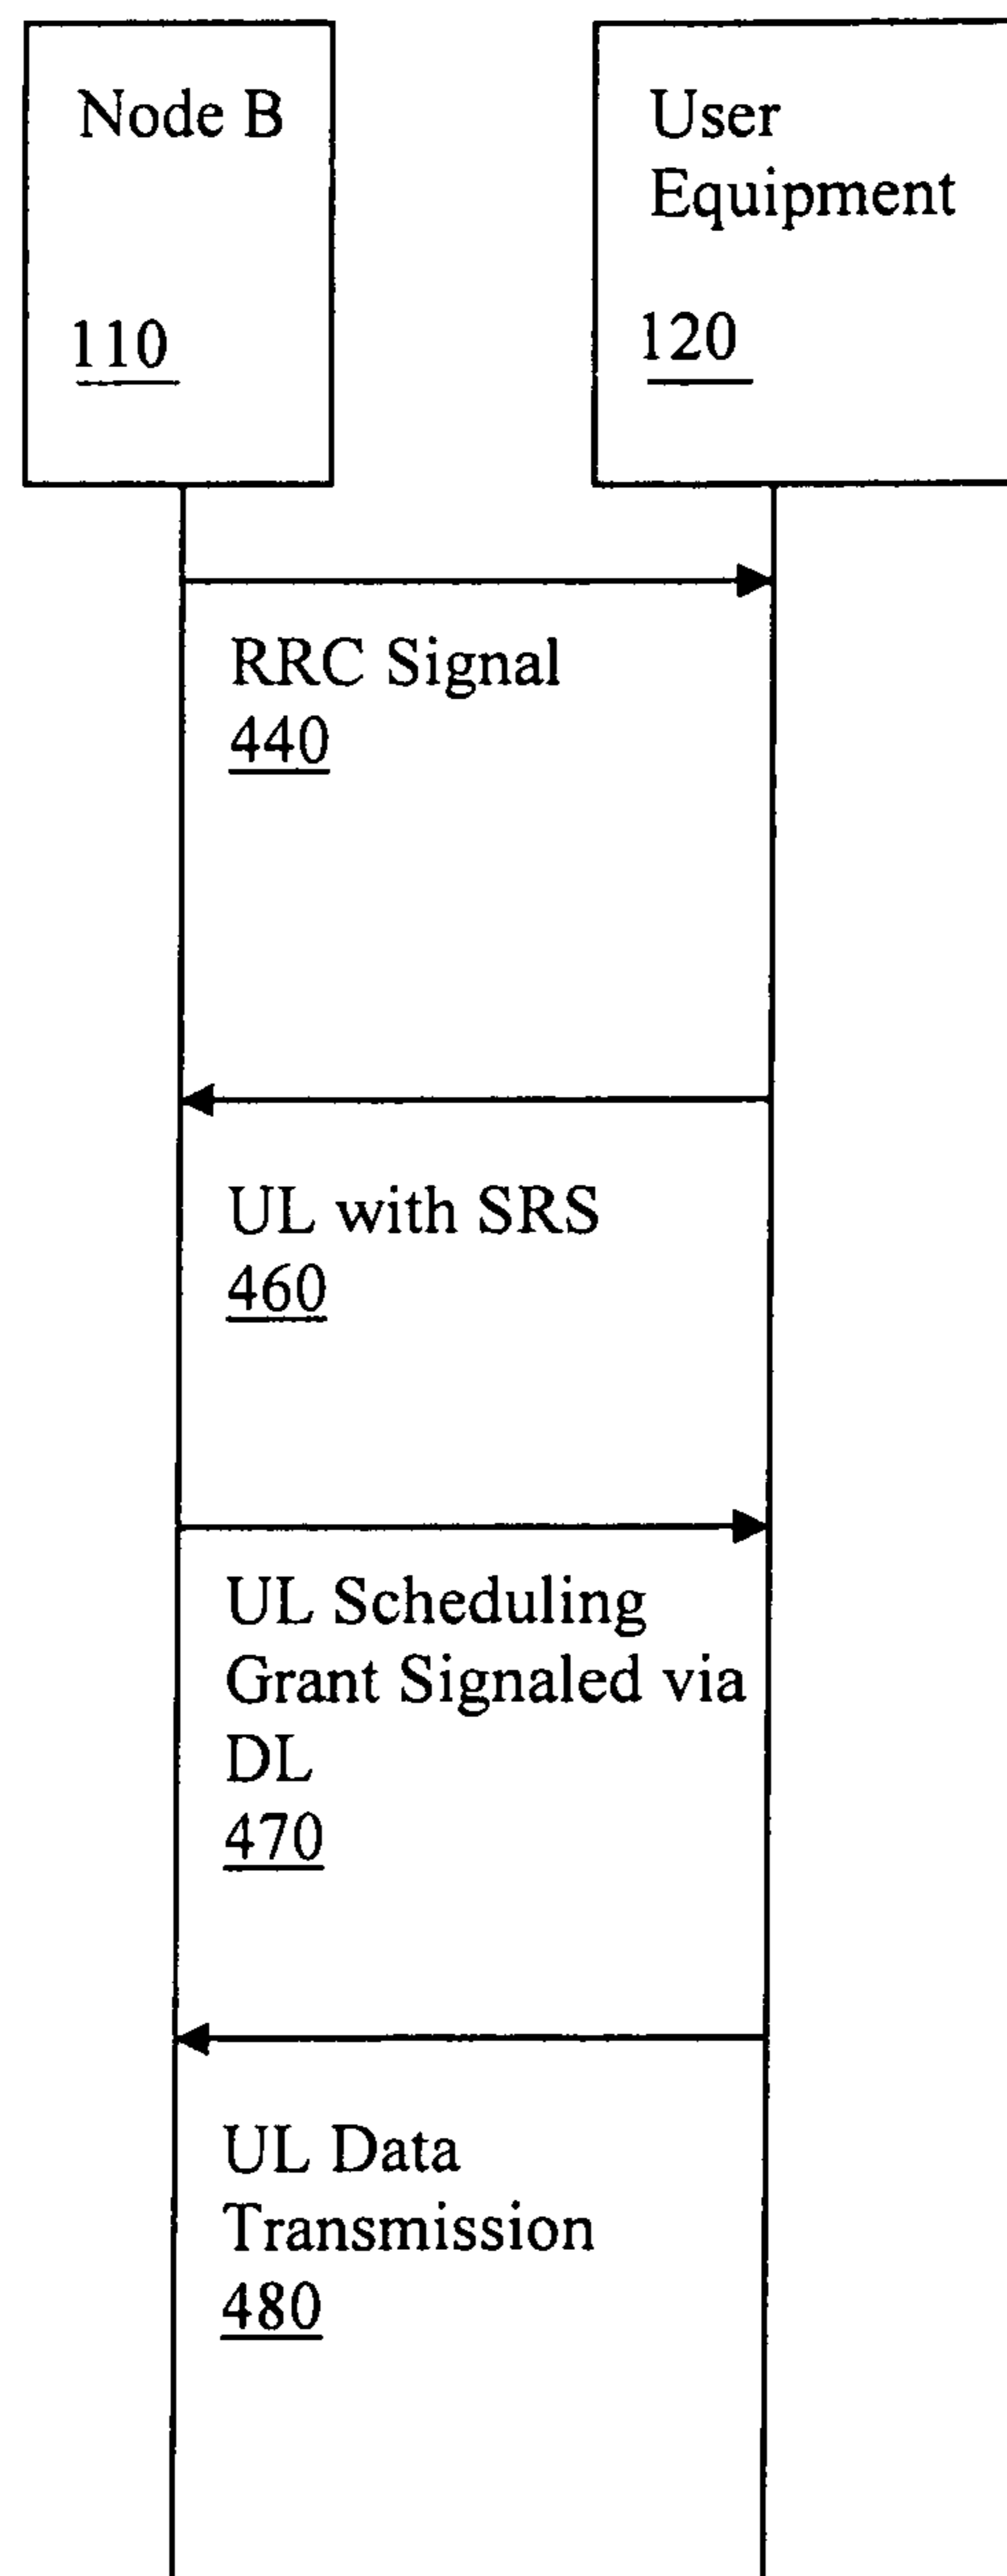 Node B
110
User
Equipment
120
RRC Signal
440
UL with SRS
460
UL Scheduling
Grant Signaled via
DL
470
UL Data
Transmission
480